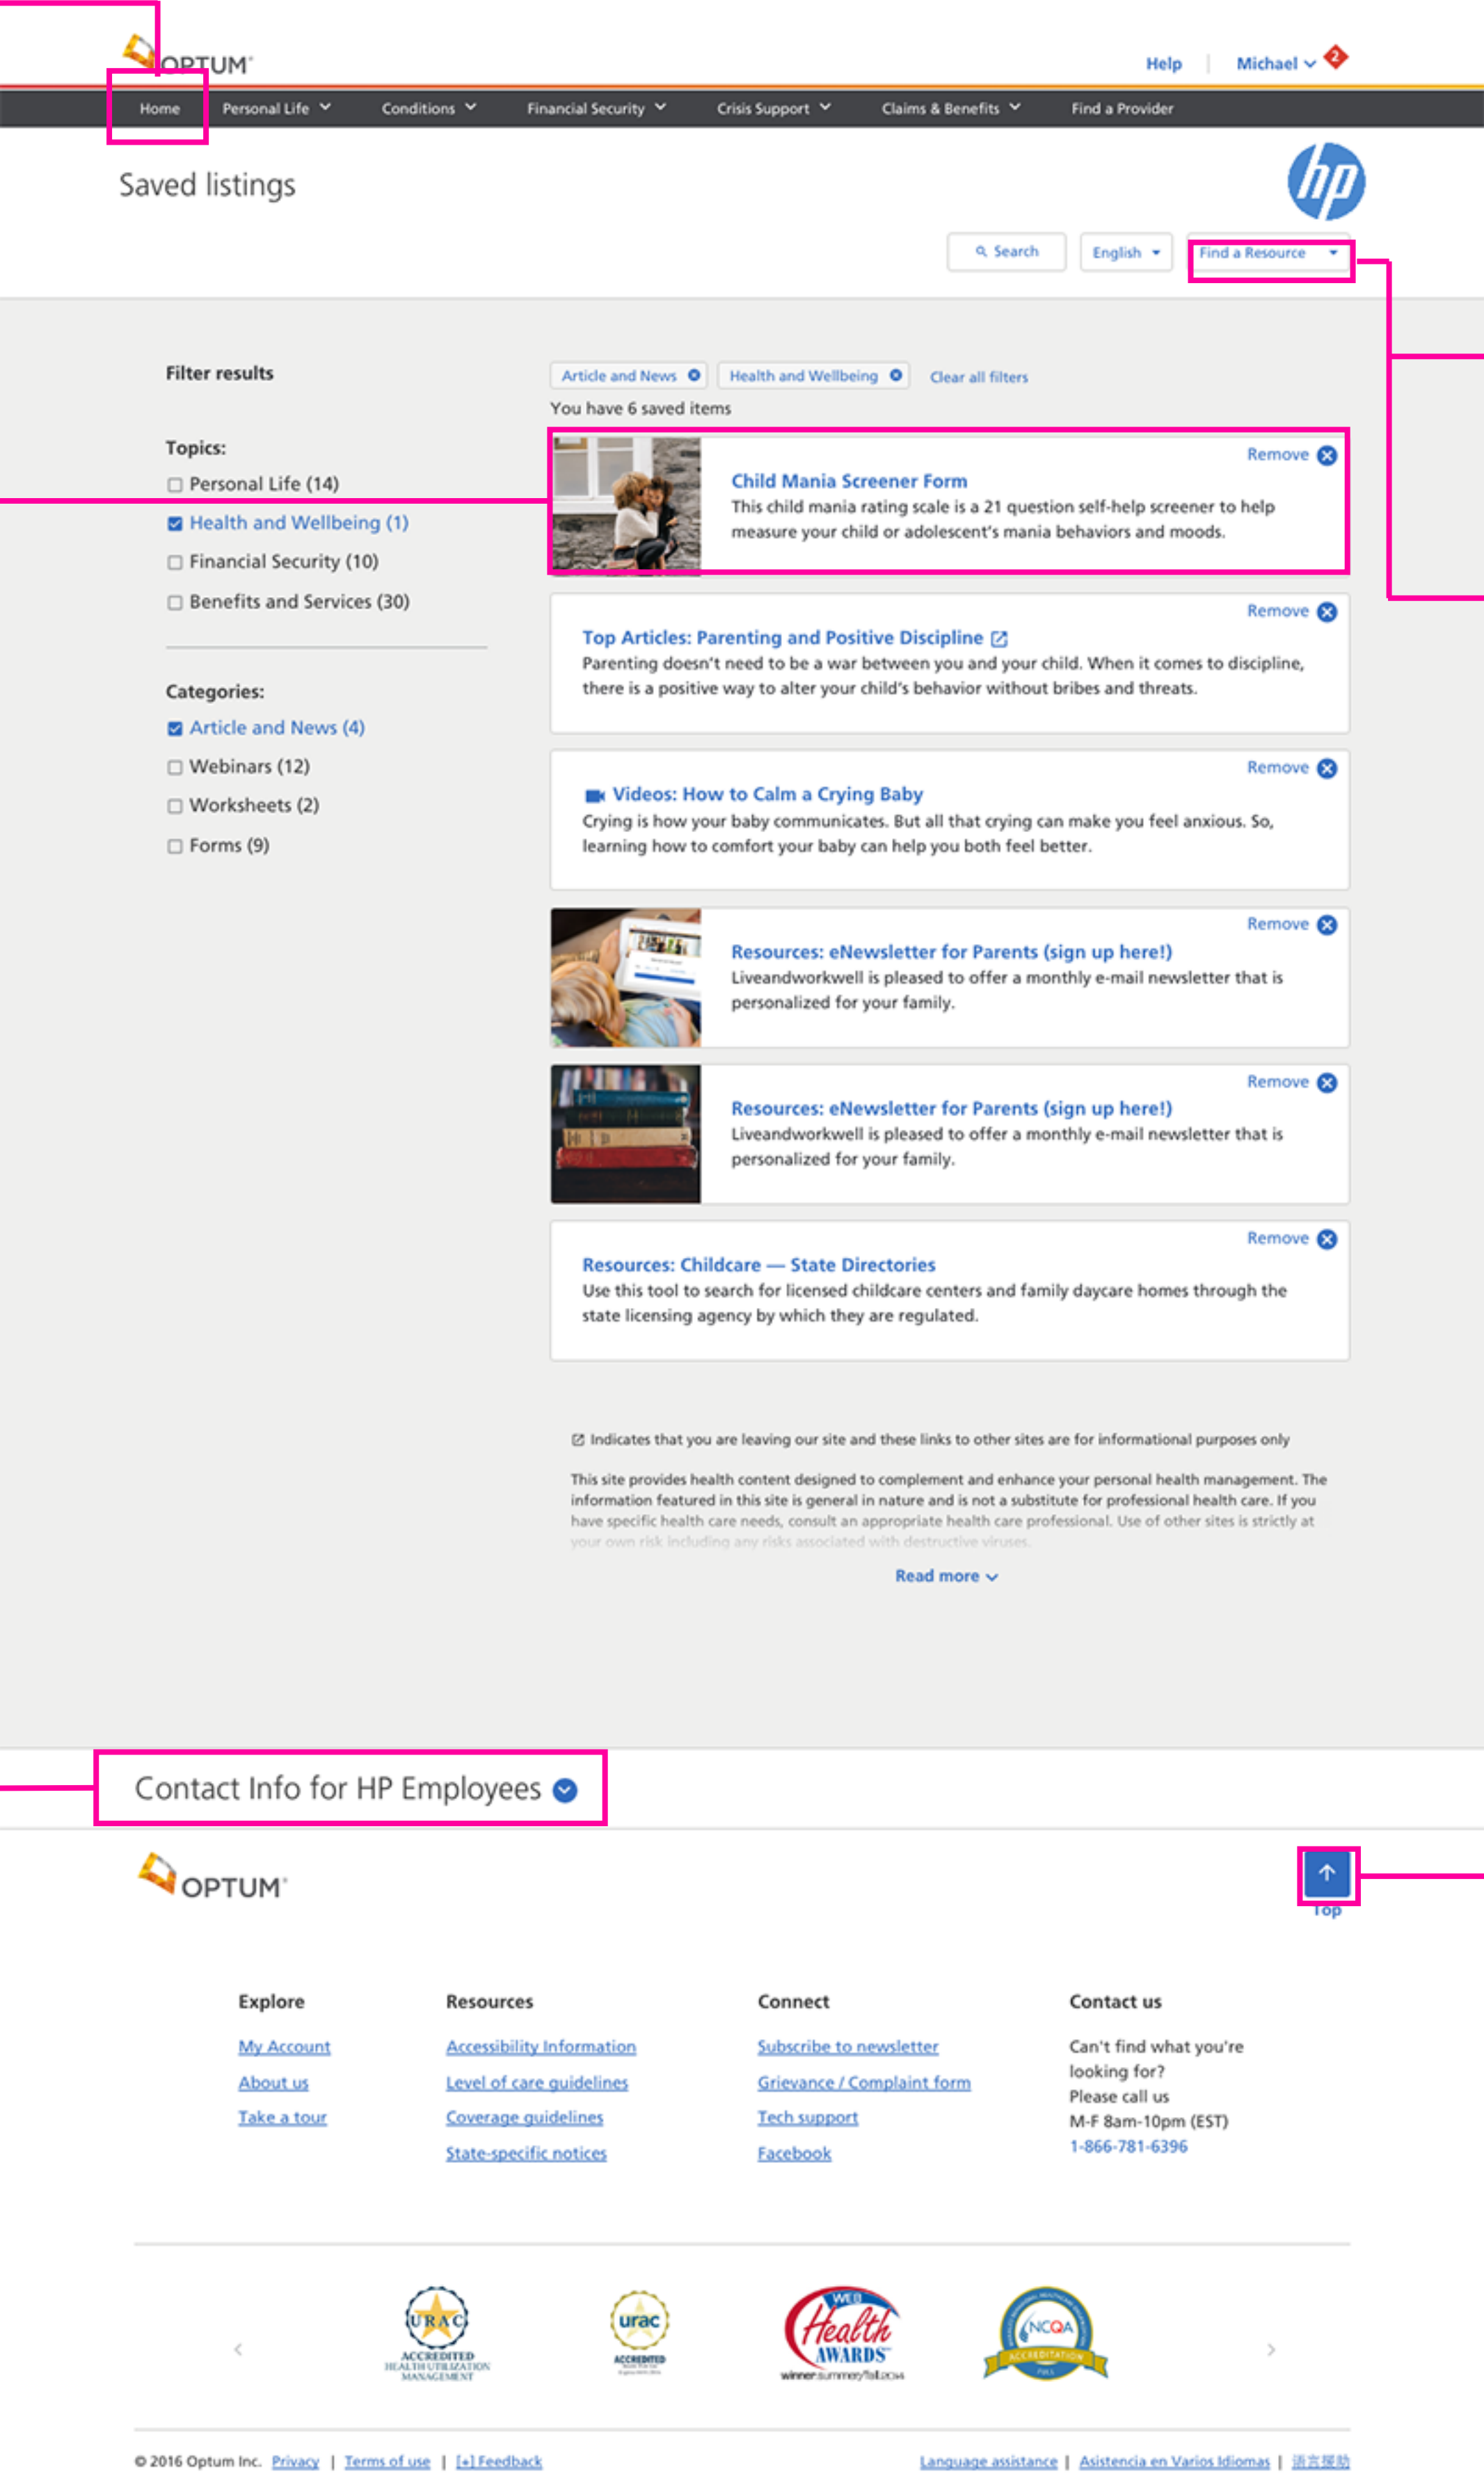 OPTUM®
Help | Michael 2
Home Personal Life Conditions Financial Security Crisis Support Claims & Benefits Find a Provider
Saved listings
hp
Search English Find a Resource
Filter results
Topics:
Personal Life (14)
Health and Wellbeing (1)
Financial Security (10)
Benefits and Services (30)
Categories:
Article and News (4)
Webinars (12)
Worksheets (2)
Forms (9)
Article and News Health and Wellbeing Clear all filters
You have 6 saved items
Remove
Child Mania Screener Form
This child mania rating scale is a 21 question self-help screener to help
measure your child or adolescent's mania behaviors and moods.
Remove
Top Articles: Parenting and Positive Discipline
Parenting doesn't need to be a war between you and your child. When it comes to discipline,
there is a positive way to alter your child's behavior without bribes and threats.
Remove
Videos: How to Calm a Crying Baby
Crying is how your baby communicates. But all that crying can make you feel anxious. So,
learning how to comfort your baby can help you both feel better.
Remove
Resources: eNewsletter for Parents (sign up here!)
Liveandworkwell is pleased to offer a monthly e-mail newsletter that is
personalized for your family.
Remove
Resources: eNewsletter for Parents (sign up here!)
Liveandworkwell is pleased to offer a monthly e-mail newsletter that is
personalized for your family.
Remove
Resources: Childcare — State Directories
Use this tool to search for licensed childcare centers and family daycare homes through the
state licensing agency by which they are regulated.
Indicates that you are leaving our site and these links to other sites are for informational purposes only
This site provides health content designed to complement and enhance your personal health management. The
information featured in this site is general in nature and is not a substitute for professional health care. If you
have specific health care needs, consult an appropriate health care professional. Use of other sites is strictly at
your own risk including any risks associated with destructive viruses.
Read more
Contact Info for HP Employees
OPTUM®
Top
Explore
My Account
About us
Take a tour
Resources
Accessibility Information
Level of care guidelines
Coverage guidelines
State-specific notices
Connect
Subscribe to newsletter
Grievance / Complaint form
Tech support
Facebook
Contact us
Can't find what you're
looking for?
Please call us
M-F 8am-10pm (EST)
1-866-781-6396
URAC
ACCREDITED
HEALTH UTILIZATION
MANAGEMENT
urac
ACCREDITED
WEB
Health
AWARDS
winner:summer/fall 2014
NCQA
ACCREDITATION
FULL
© 2016 Optum Inc. Privacy | Terms of use | [+] Feedback
Language assistance | Asistencia en Varios Idiomas | 语言援助